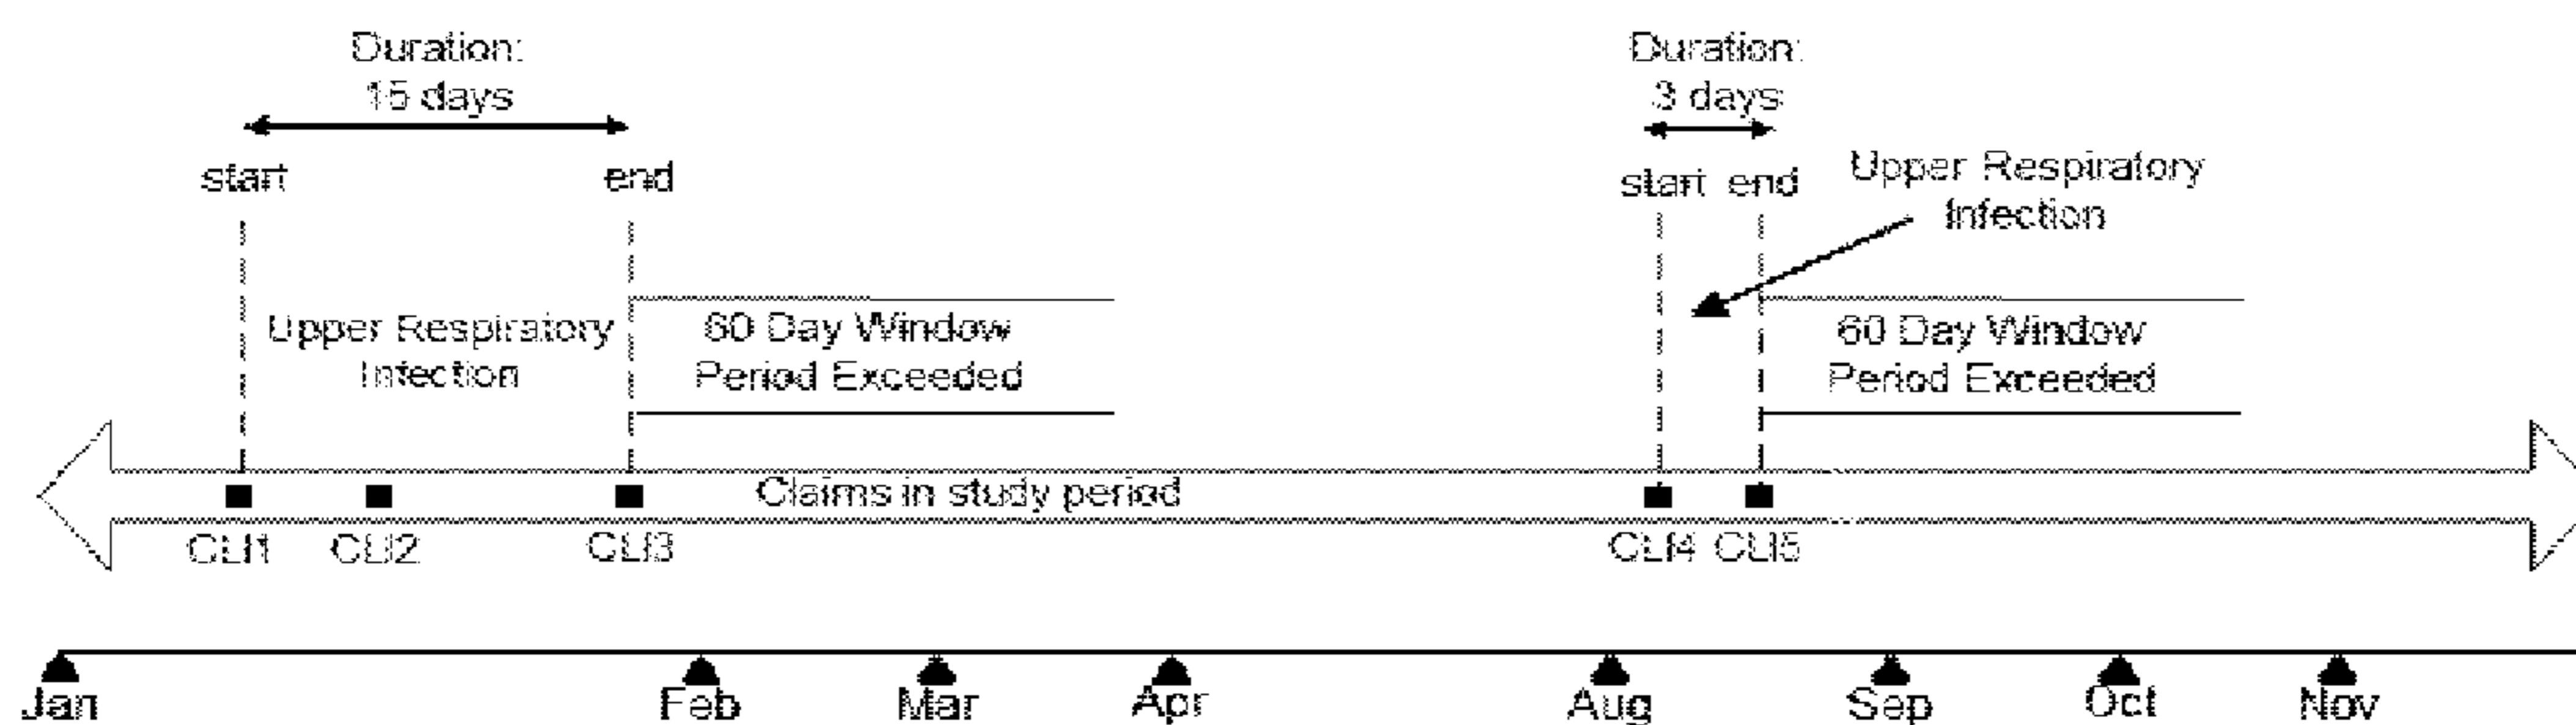 Duration:
15 days
start
end
Upper Respiratory
Infection
60 Day Window
Period Exceeded
Duration:
3 days
start end
Upper Respiratory
Infection
60 Day Window
Period Exceeded
Claims in study period
CLI1 CLI2 CLI3 CLI4 CLI5
Jan Feb Mar Apr Aug Sep Oct Nov